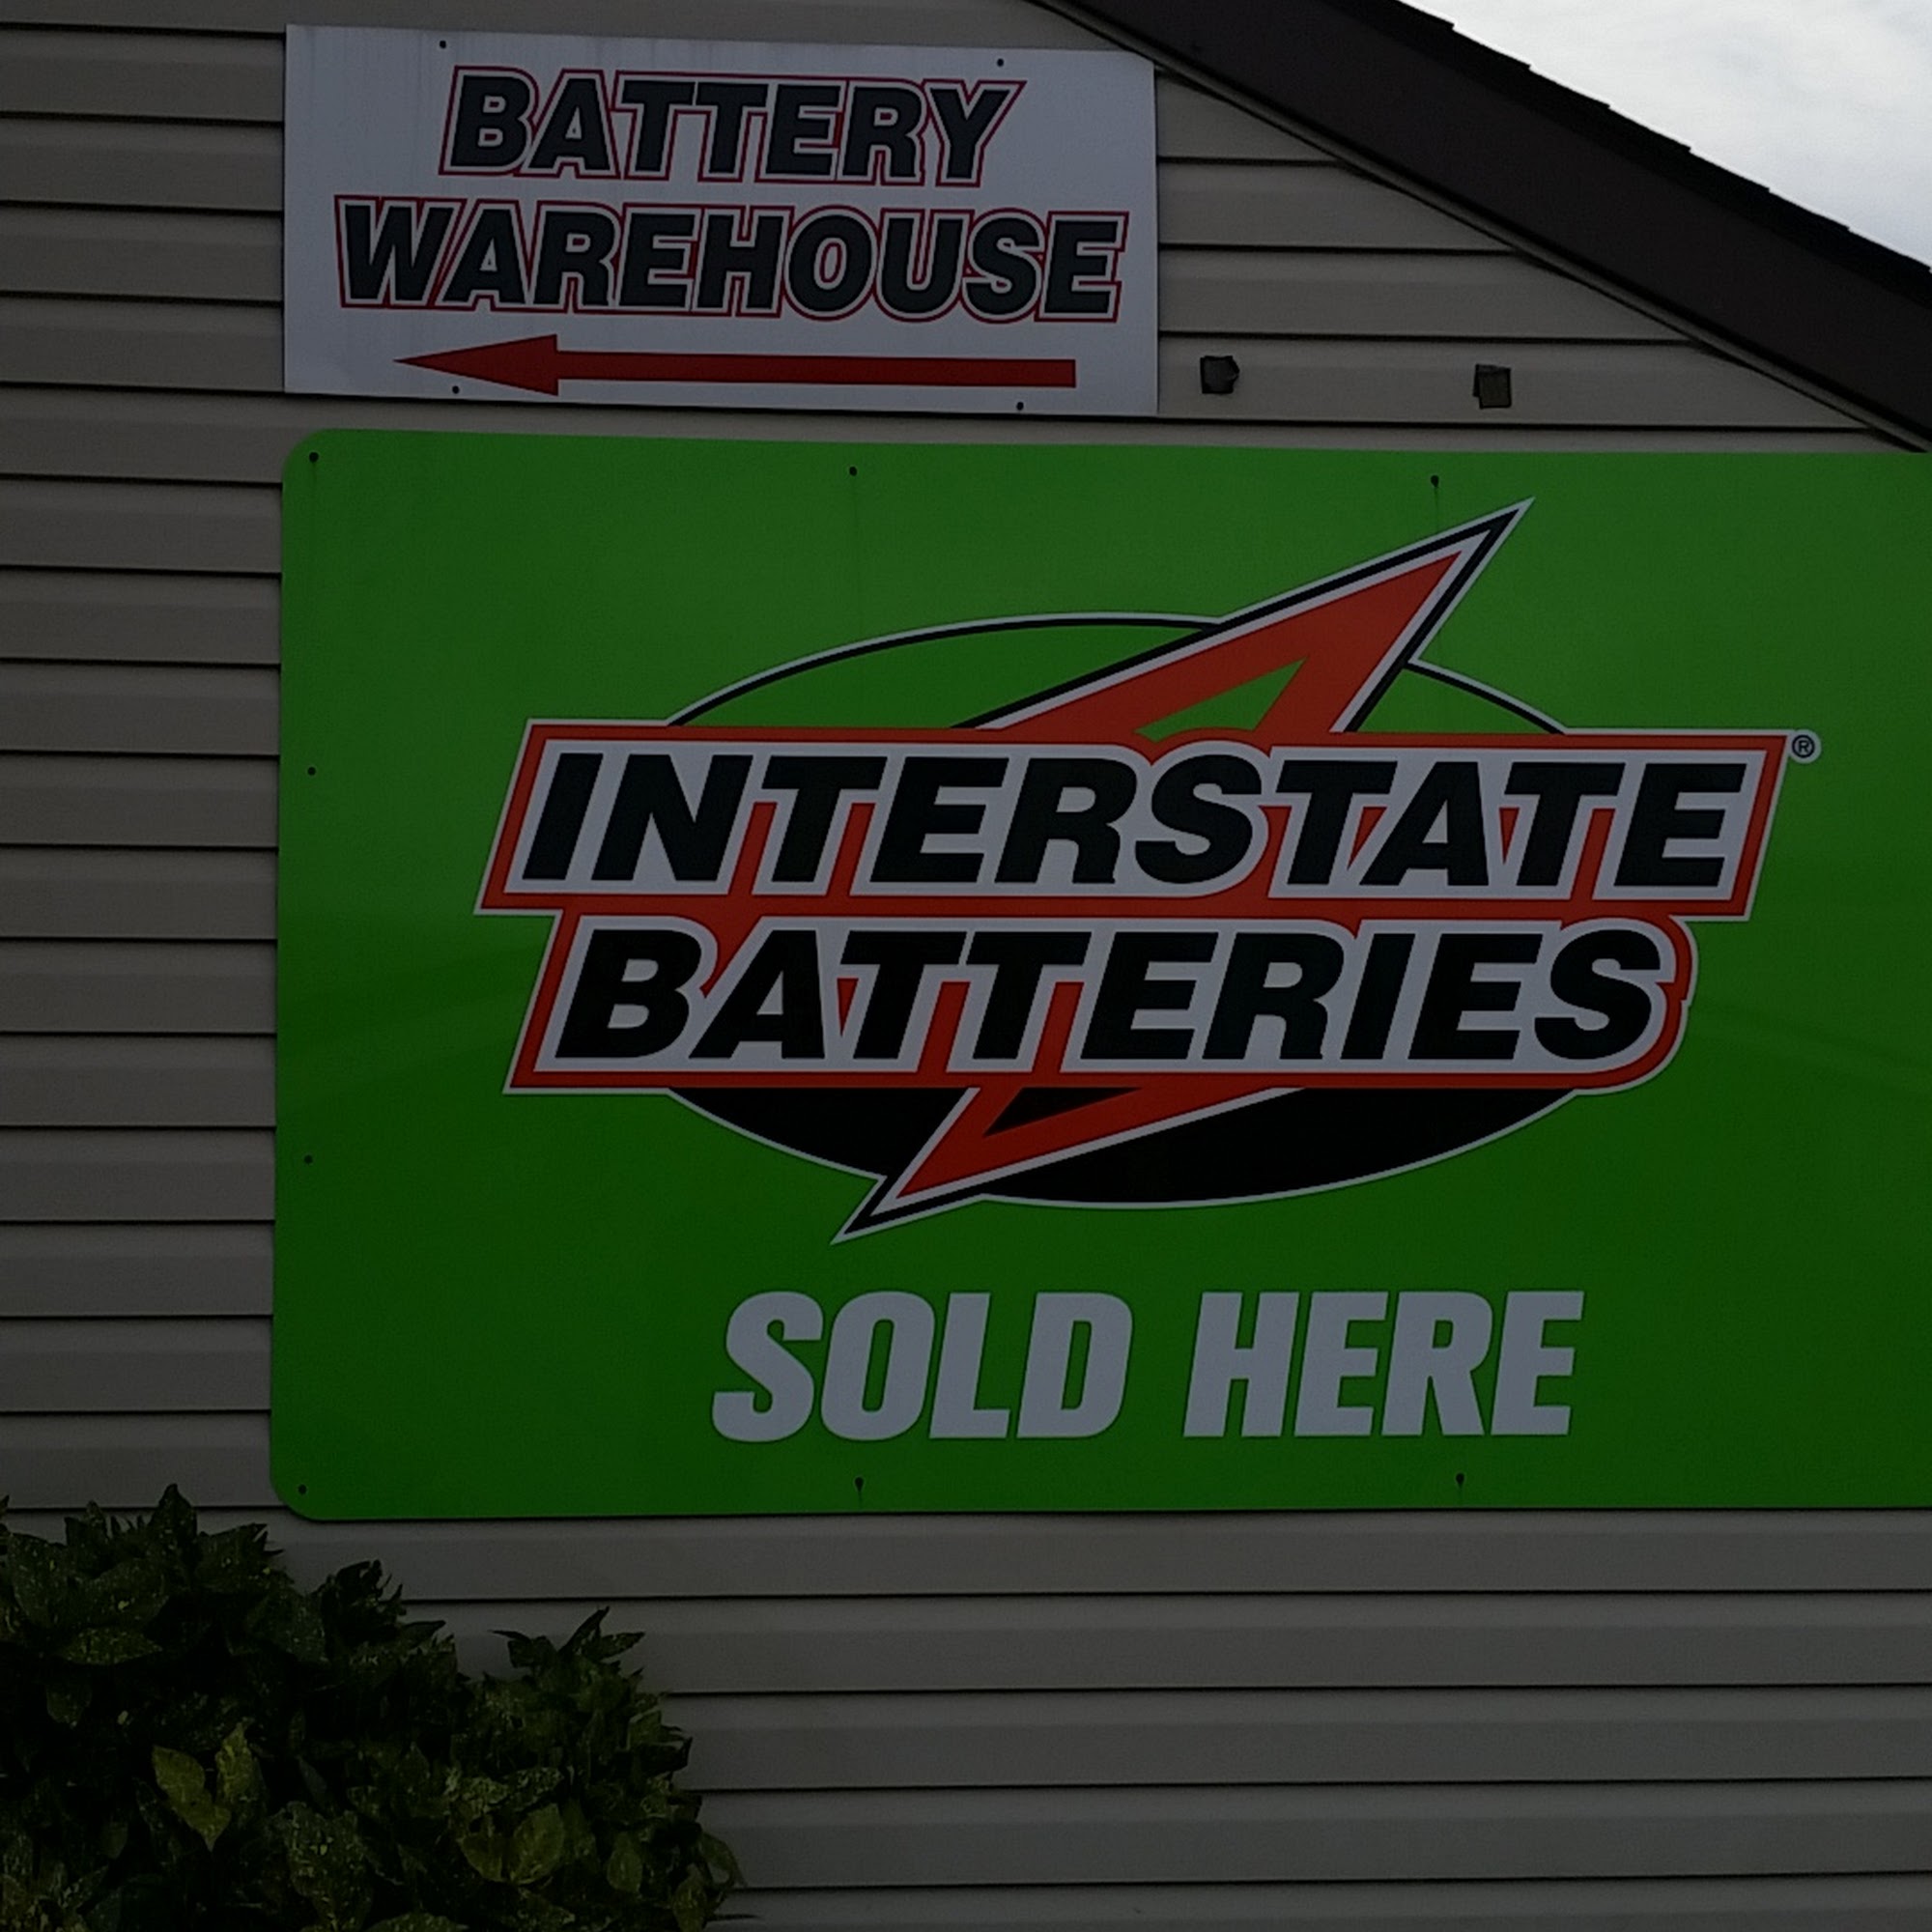 BATTERY
WAREHOUSE
INTERSTATE ®
BATTERIES
SOLD HERE